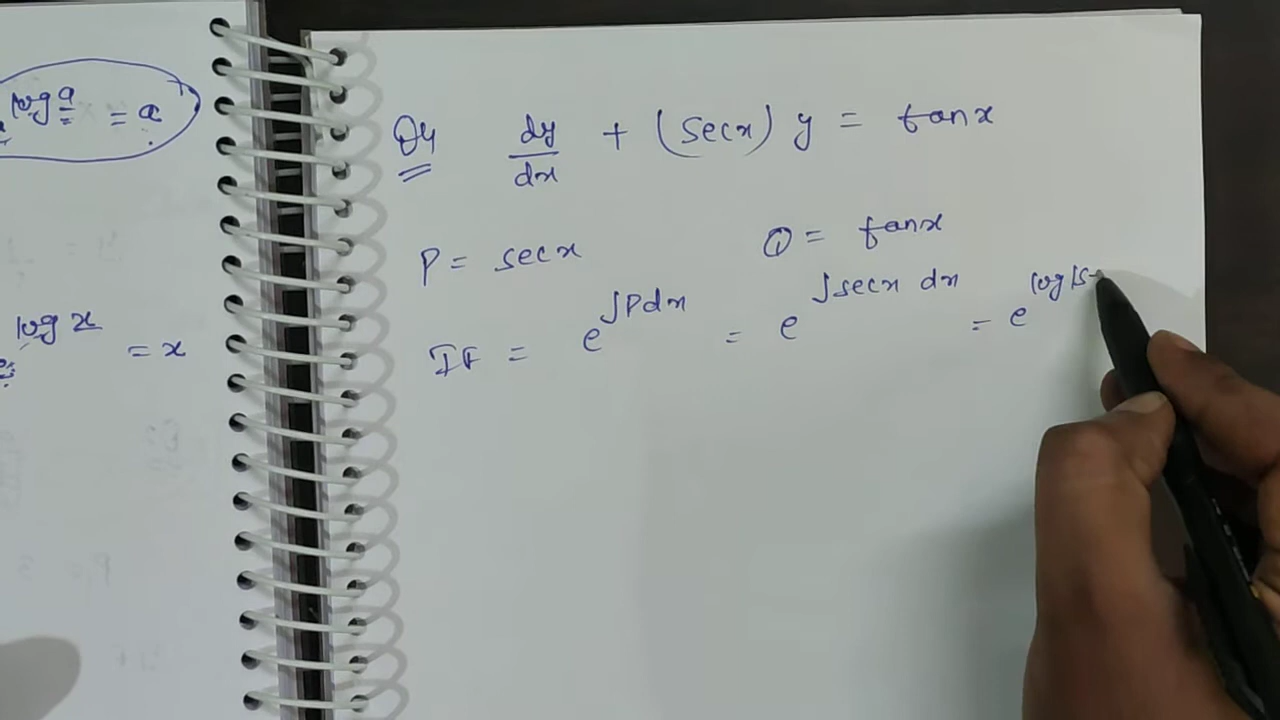 log a = a
log x = x
Q4 dy/dx + (secx) y = tanx
P = secx Q = tanx
IF = e^∫Pdx = e^∫secx dx = e^log|s